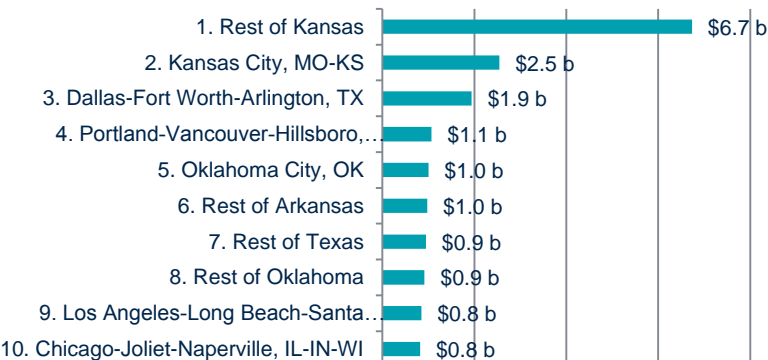 1. Rest of Kansas $6.7 b
2. Kansas City, MO-KS $2.5 b
3. Dallas-Fort Worth-Arlington, TX $1.9 b
4. Portland-Vancouver-Hillsboro,… $1.1 b
5. Oklahoma City, OK $1.0 b
6. Rest of Arkansas $1.0 b
7. Rest of Texas $0.9 b
8. Rest of Oklahoma $0.9 b
9. Los Angeles-Long Beach-Santa… $0.8 b
10. Chicago-Joliet-Naperville, IL-IN-WI $0.8 b